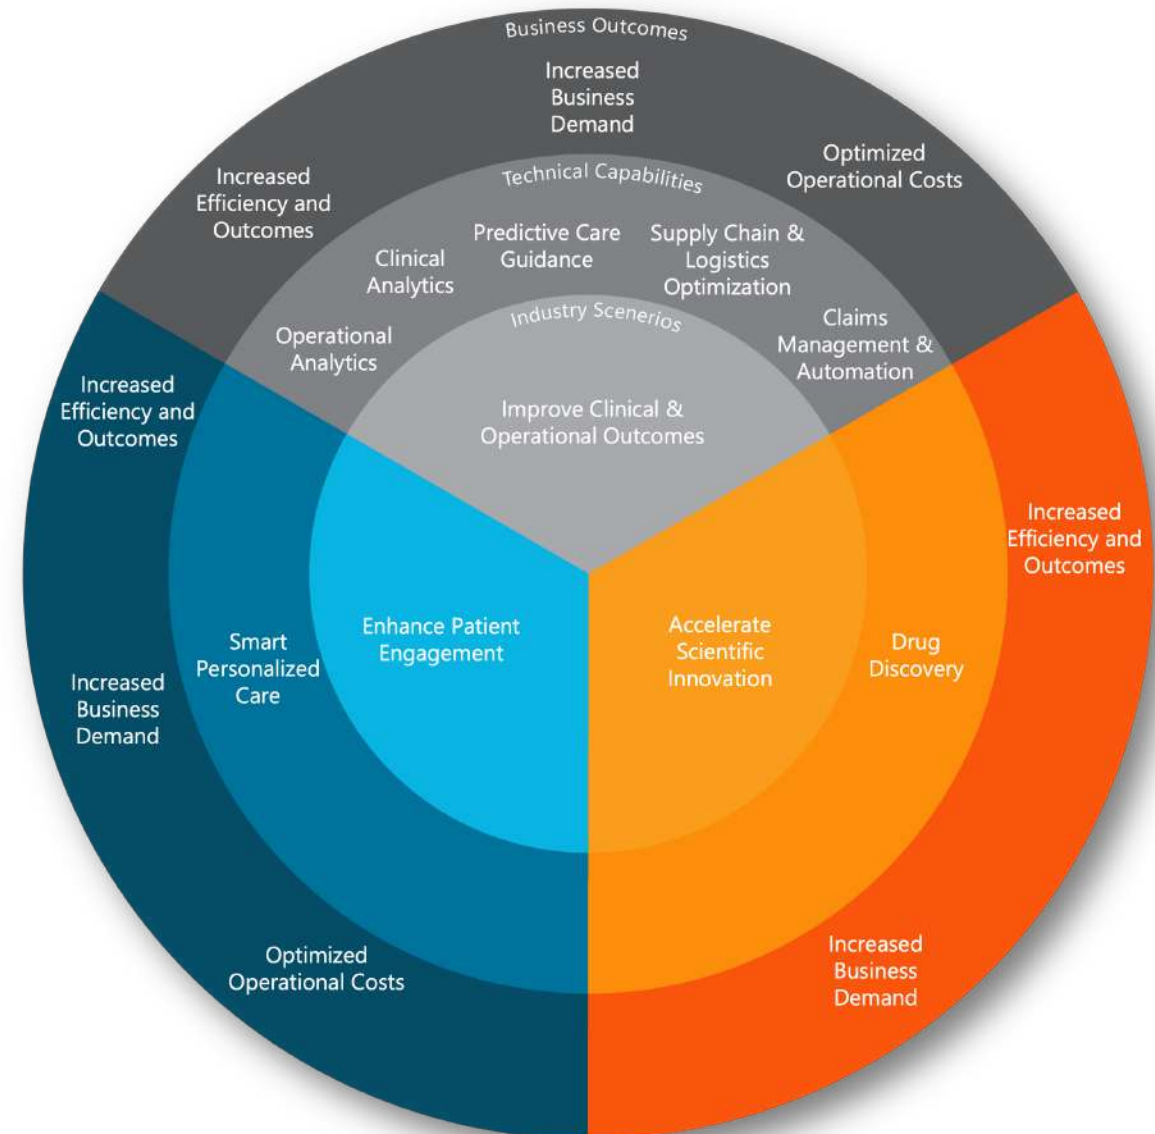 Business Outcomes
Increased
Business
Demand
Optimized
Operational Costs
Increased
Efficiency and
Outcomes
Technical Capabilities
Predictive Care
Guidance
Supply Chain &
Logistics
Optimization
Clinical
Analytics
Operational
Analytics
Claims
Management &
Automation
Industry Scenerios
Improve Clinical &
Operational Outcomes
Increased
Efficiency and
Outcomes
Increased
Business
Demand
Optimized
Operational Costs
Smart
Personalized
Care
Enhance Patient
Engagement
Accelerate
Scientific
Innovation
Drug
Discovery
Increased
Efficiency and
Outcomes
Increased
Business
Demand